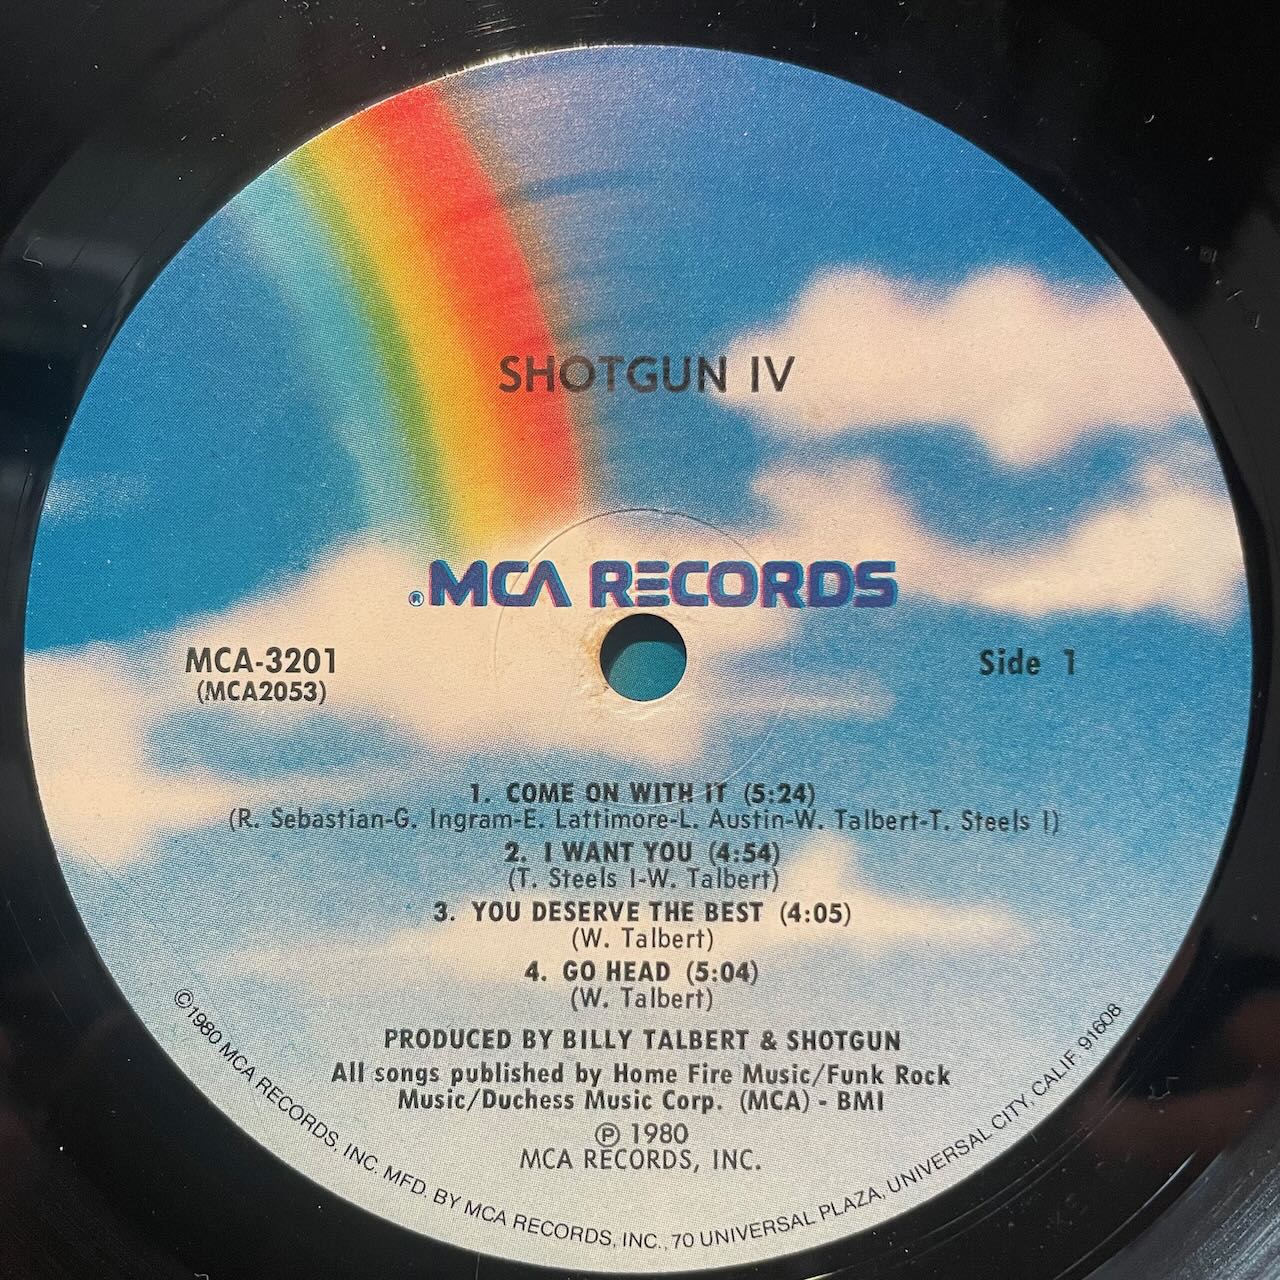 SHOTGUN IV
® MCA RECORDS
MCA-3201
(MCA2053)
Side 1
1. COME ON WITH IT (5:24)
(R. Sebastian-G. Ingram-E. Lattimore-L. Austin-W. Talbert-T. Steels I)
2. I WANT YOU (4:54)
(T. Steels I-W. Talbert)
3. YOU DESERVE THE BEST (4:05)
(W. Talbert)
4. GO HEAD (5:04)
(W. Talbert)
PRODUCED BY BILLY TALBERT & SHOTGUN
All songs published by Home Fire Music/Funk Rock
Music/Duchess Music Corp. (MCA) - BMI
℗ 1980
MCA RECORDS, INC.
©1980 MCA RECORDS, INC. MFD. BY MCA RECORDS, INC., 70 UNIVERSAL PLAZA, UNIVERSAL CITY, CALIF. 91608